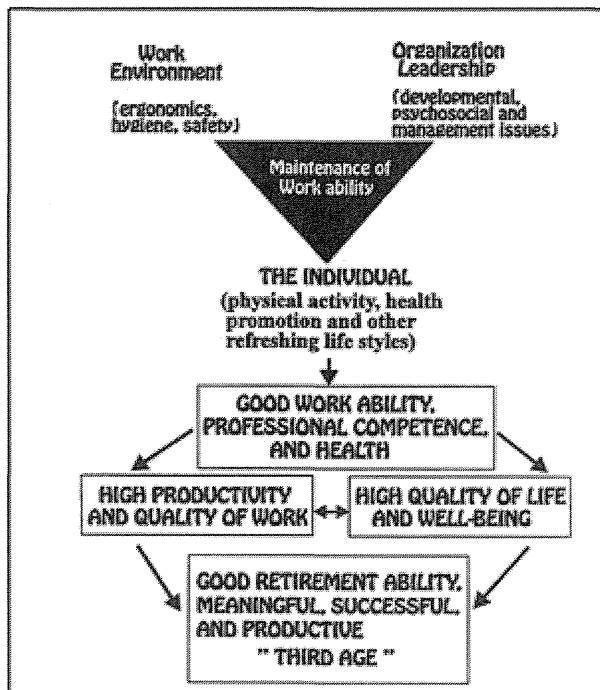 Work
Environment
(ergonomics,
hygiene, safety)
Organization
Leadership
(developmental,
psychosocial and
management issues)
Maintenance of
Work ability
THE INDIVIDUAL
(physical activity, health
promotion and other
refreshing life styles)
GOOD WORK ABILITY,
PROFESSIONAL COMPETENCE,
AND HEALTH
HIGH PRODUCTIVITY
AND QUALITY OF WORK
HIGH QUALITY OF LIFE
AND WELL-BEING
GOOD RETIREMENT ABILITY,
MEANINGFUL, SUCCESSFUL,
AND PRODUCTIVE
" THIRD AGE "